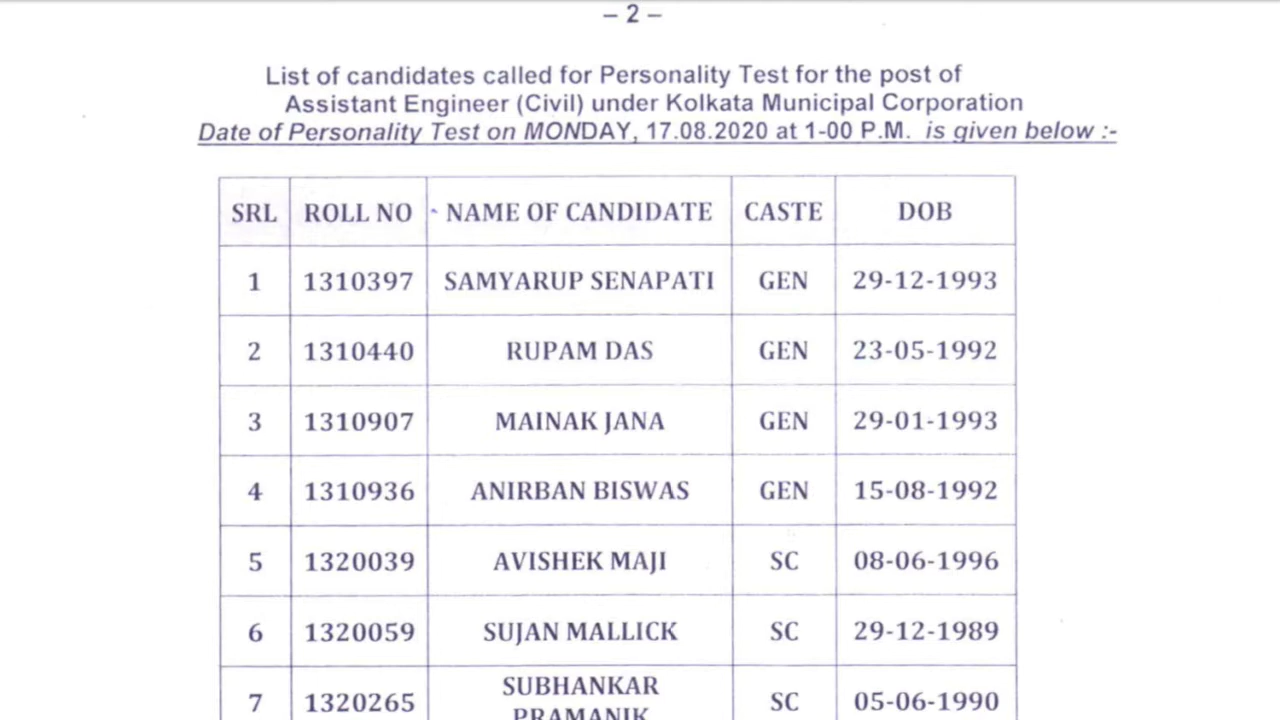 – 2 –
List of candidates called for Personality Test for the post of
Assistant Engineer (Civil) under Kolkata Municipal Corporation
Date of Personality Test on MONDAY, 17.08.2020 at 1-00 P.M. is given below :-
SRL ROLL NO NAME OF CANDIDATE CASTE DOB
1 1310397 SAMYARUP SENAPATI GEN 29-12-1993
2 1310440 RUPAM DAS GEN 23-05-1992
3 1310907 MAINAK JANA GEN 29-01-1993
4 1310936 ANIRBAN BISWAS GEN 15-08-1992
5 1320039 AVISHEK MAJI SC 08-06-1996
6 1320059 SUJAN MALLICK SC 29-12-1989
7 1320265 SUBHANKAR SC 05-06-1990
PRAMANIK